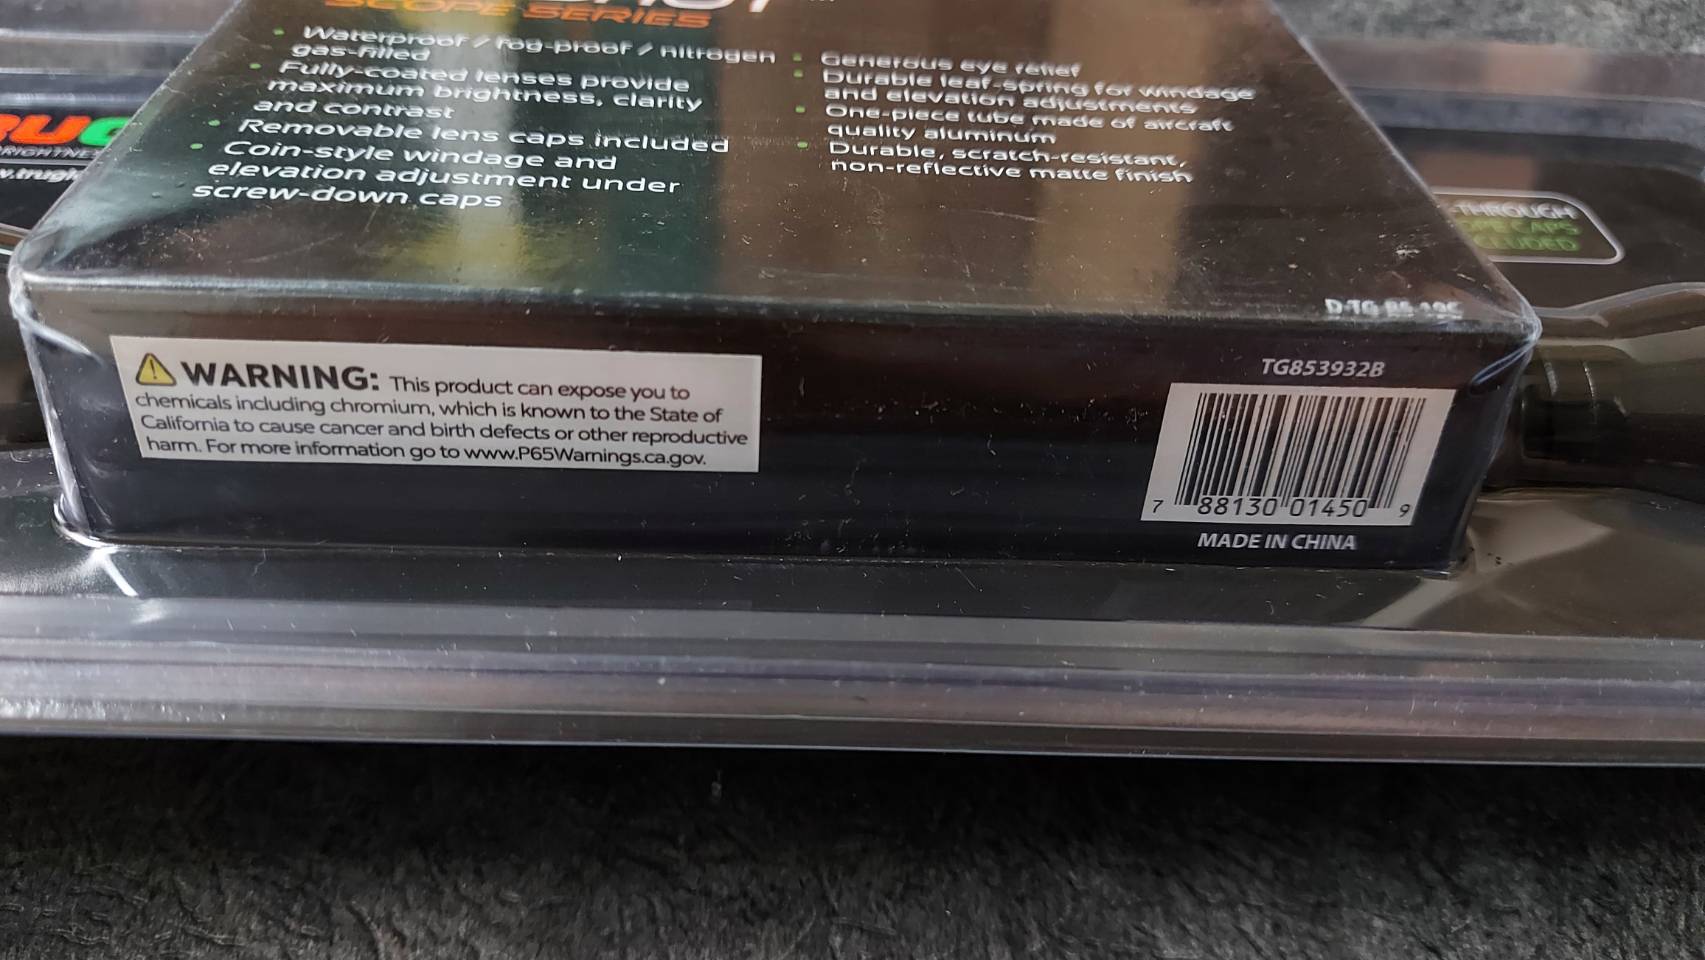 SCOPE SERIES
• Waterproof / fog-proof / nitrogen
gas-filled
• Fully-coated lenses provide
maximum brightness, clarity
and contrast
• Removable lens caps included
• Coin-style windage and
elevation adjustment under
screw-down caps
• Generous eye relief
• Durable leaf-spring for windage
and elevation adjustments
• One-piece tube made of aircraft
quality aluminum
• Durable, scratch-resistant,
non-reflective matte finish
-THROUGH
CAPS
CLUDED
WARNING: This product can expose you to
chemicals including chromium, which is known to the State of
California to cause cancer and birth defects or other reproductive
harm. For more information go to www.P65Warnings.ca.gov.
TG853932B
7 88130 01450 9
MADE IN CHINA